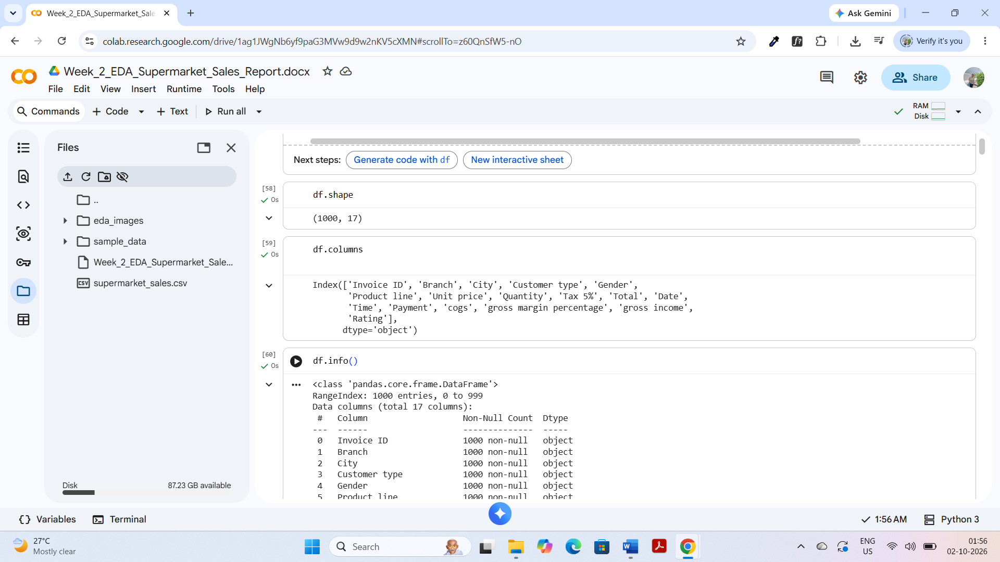 Week_2_EDA_Supermarket_Sale
Ask Gemini
colab.research.google.com/drive/1ag1JWgNb6yf9paG3MVw9d9w2nKV5cXMN#scrollTo=z60QnSfW5-nO
f?
Verify it's you
Week_2_EDA_Supermarket_Sales_Report.docx
File Edit View Insert Runtime Tools Help
Share
Commands + Code + Text Run all
RAM
Disk
Files
Next steps: Generate code with df New interactive sheet
..
eda_images
sample_data
Week_2_EDA_Supermarket_Sale...
CSV supermarket_sales.csv
Disk 87.23 GB available
[58]
0s
df.shape
(1000, 17)
[59]
0s
df.columns
Index(['Invoice ID', 'Branch', 'City', 'Customer type', 'Gender',
'Product line', 'Unit price', 'Quantity', 'Tax 5%', 'Total', 'Date',
'Time', 'Payment', 'cogs', 'gross margin percentage', 'gross income',
'Rating'],
dtype='object')
[60]
0s
df.info()
<class 'pandas.core.frame.DataFrame'>
RangeIndex: 1000 entries, 0 to 999
Data columns (total 17 columns):
# Column Non-Null Count Dtype
--- ------ -------------- -----
0 Invoice ID 1000 non-null object
1 Branch 1000 non-null object
2 City 1000 non-null object
3 Customer type 1000 non-null object
4 Gender 1000 non-null object
5 Product line 1000 non-null object
{} Variables Terminal
1:56 AM Python 3
27°C
Mostly clear
Search
W
ENG
US
01:56
02-10-2026